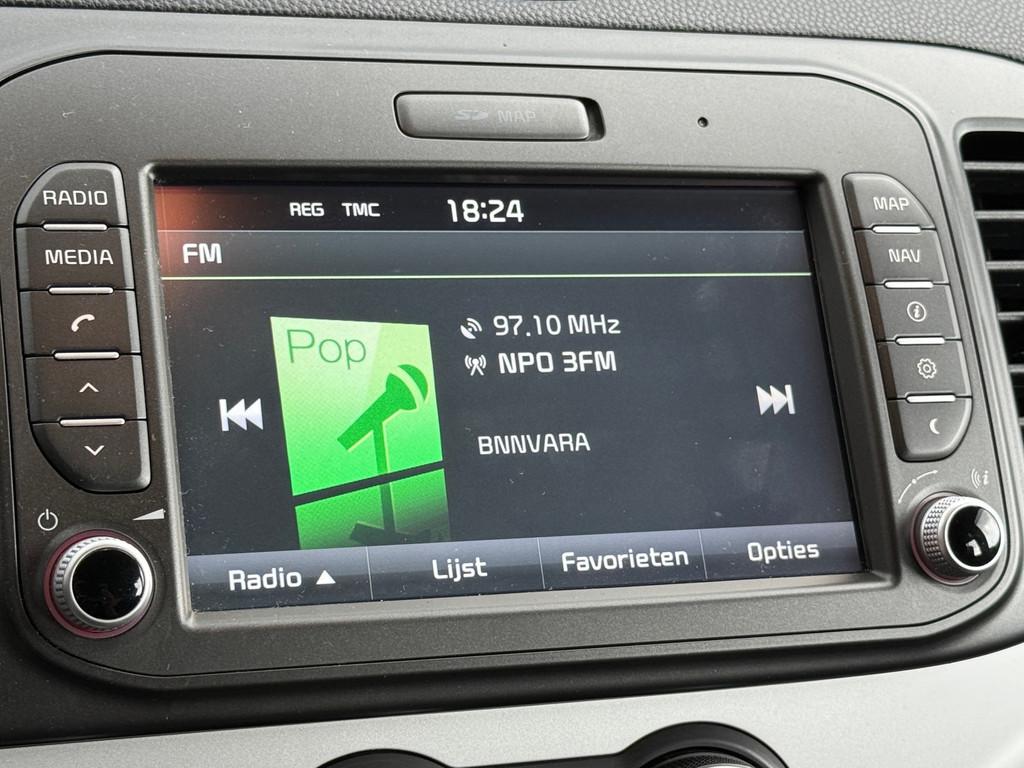 SD MAP
RADIO
MEDIA
MAP
NAV
REG TMC 18:24
FM
Pop
97.10 MHz
NPO 3FM
BNNVARA
Radio ▲ Lijst Favorieten Opties